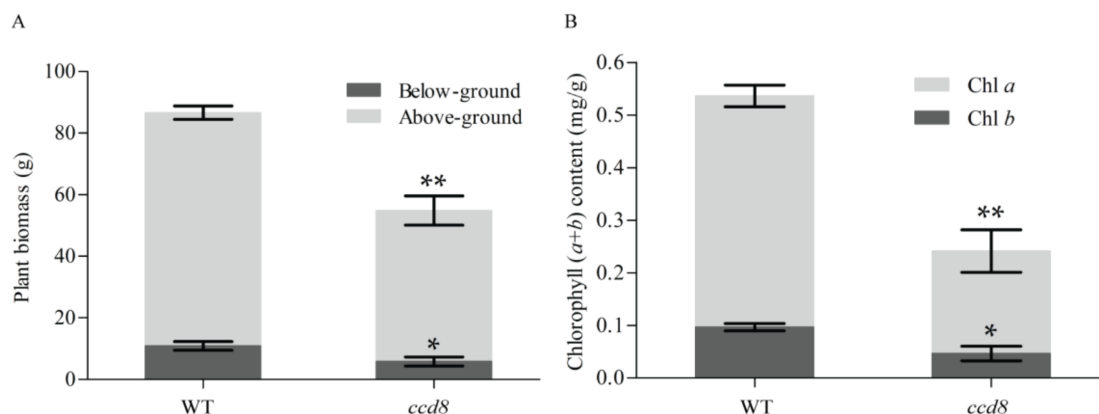 A
Plant biomass (g)
100
80
60
40
20
0
Below-ground
Above-ground
**
*
WT
ccd8
B
Chlorophyll (a+b) content (mg/g)
0.6
0.5
0.4
0.3
0.2
0.1
0.0
Chl a
Chl b
**
*
WT
ccd8